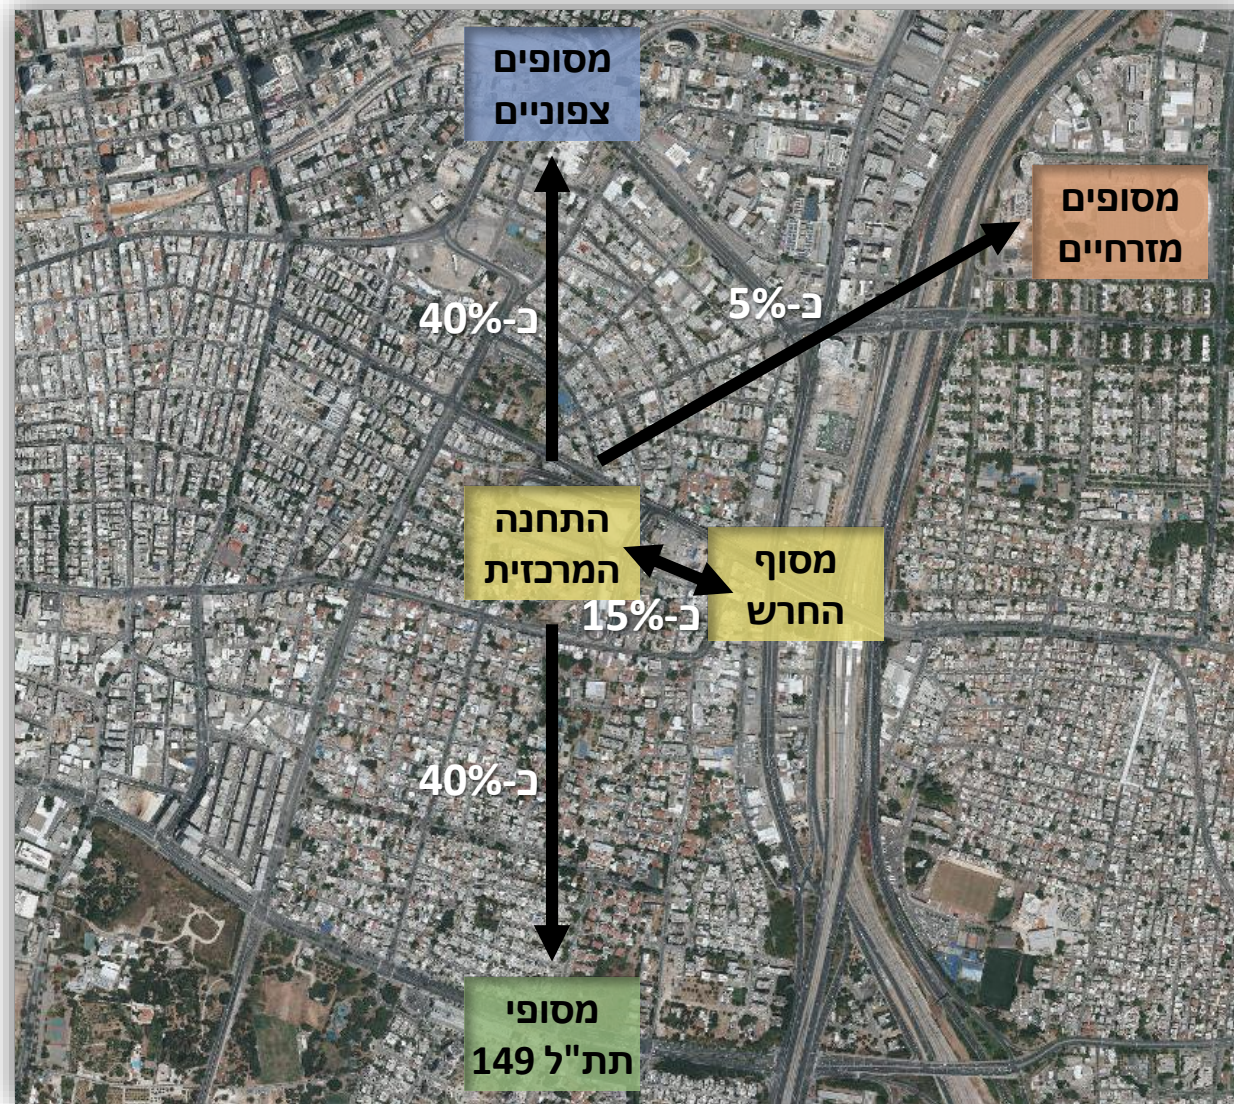 מסופים
צפוניים
מסופים
מזרחיים
כ-5%
כ-40%
התחנה
המרכזית
מסוף
החרש
כ-15%
כ-40%
מסופי
תת"ל 149